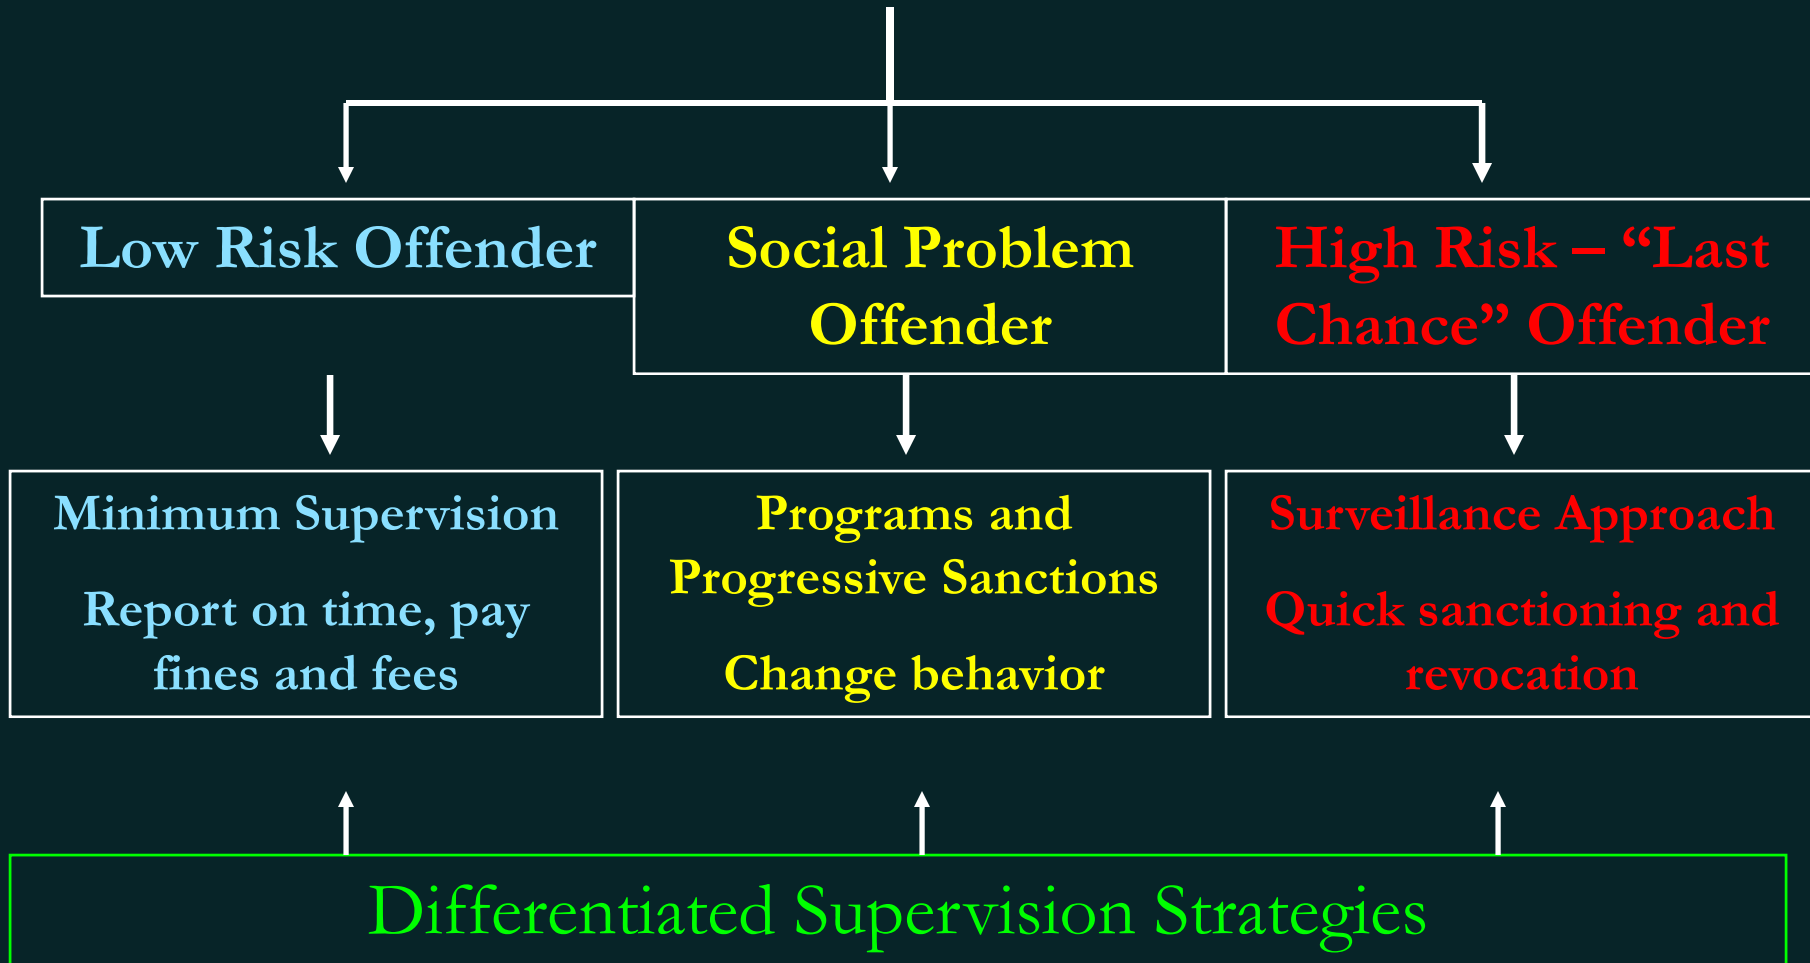 Low Risk Offender
Social Problem
Offender
High Risk – “Last
Chance” Offender
Minimum Supervision
Report on time, pay
fines and fees
Programs and
Progressive Sanctions
Change behavior
Surveillance Approach
Quick sanctioning and
revocation
Differentiated Supervision Strategies